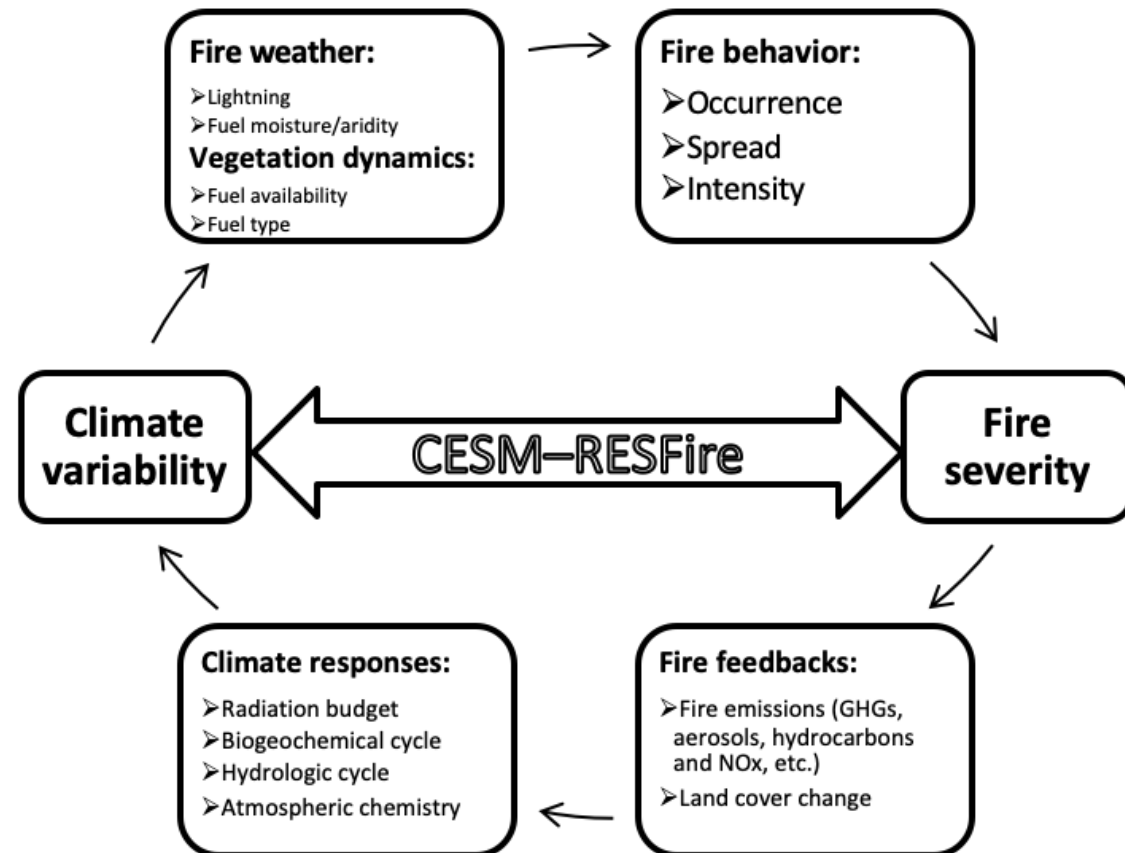 Fire weather:
➢Lightning
➢Fuel moisture/aridity
Vegetation dynamics:
➢Fuel availability
➢Fuel type
Fire behavior:
➢Occurrence
➢Spread
➢Intensity
Climate
variability
CESM–RESFire
Fire
severity
Climate responses:
➢Radiation budget
➢Biogeochemical cycle
➢Hydrologic cycle
➢Atmospheric chemistry
Fire feedbacks:
➢Fire emissions (GHGs,
aerosols, hydrocarbons
and NOx, etc.)
➢Land cover change